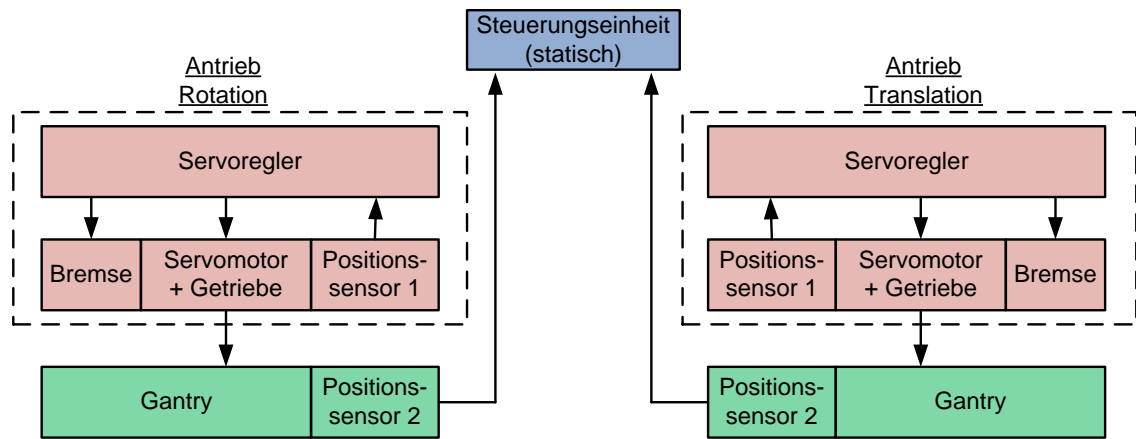 Steuerungseinheit
(statisch)
Antrieb
Rotation
Servoregler
Bremse
Servomotor
+ Getriebe
Positions-
sensor 1
Gantry
Positions-
sensor 2
Antrieb
Translation
Servoregler
Positions-
sensor 1
Servomotor
+ Getriebe
Bremse
Positions-
sensor 2
Gantry